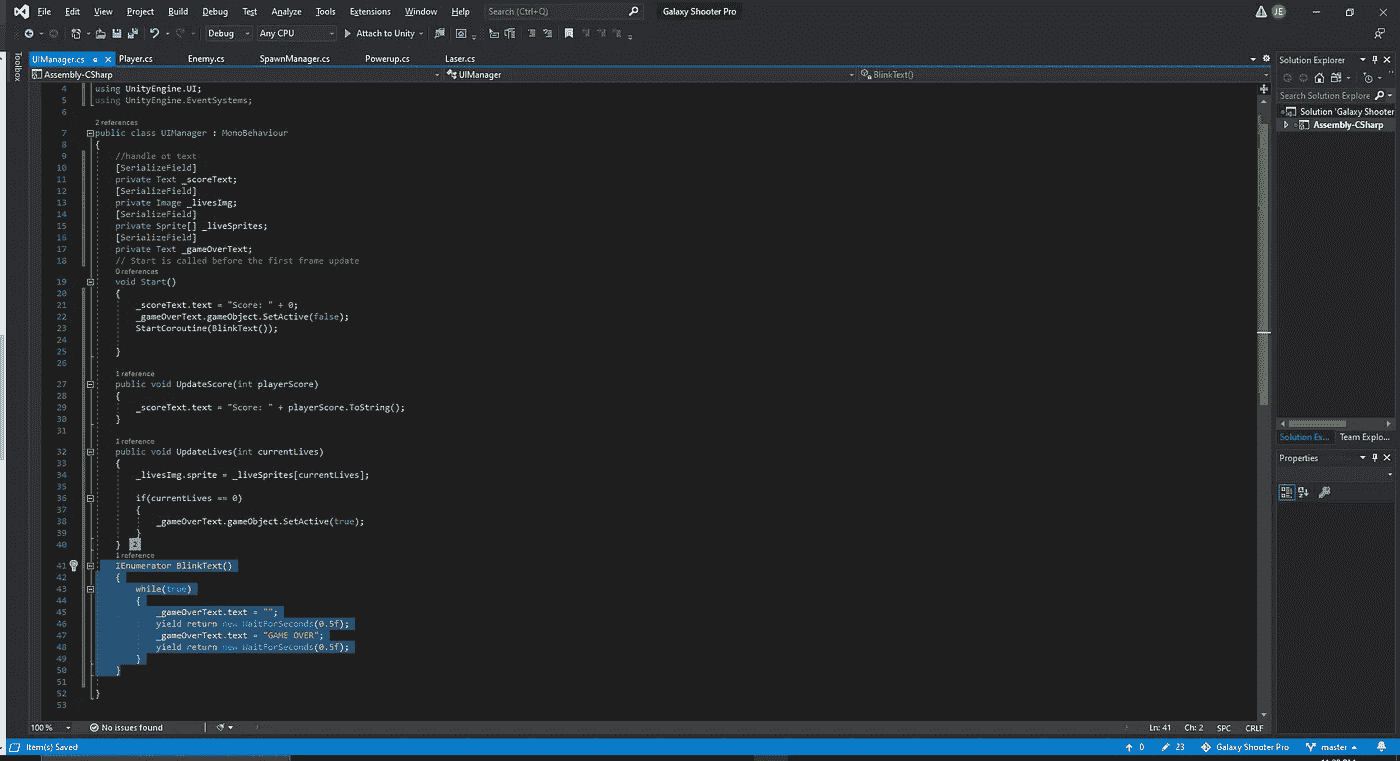 File Edit View Project Build Debug Test Analyze Tools Extensions Window Help Search (Ctrl+Q) Galaxy Shooter Pro JE
Debug Any CPU Attach to Unity
UIManager.cs Player.cs Enemy.cs SpawnManager.cs Powerup.cs Laser.cs
Assembly-CSharp UIManager BlinkText()
Toolbox
4 using UnityEngine.UI;
5 using UnityEngine.EventSystems;
6
2 references
7 public class UIManager : MonoBehaviour
8 {
9 //handle ot text
10 [SerializeField]
11 private Text _scoreText;
12 [SerializeField]
13 private Image _livesImg;
14 [SerializeField]
15 private Sprite[] _liveSprites;
16 [SerializeField]
17 private Text _gameOverText;
18 // Start is called before the first frame update
0 references
19 void Start()
20 {
21 _scoreText.text = "Score: " + 0;
22 _gameOverText.gameObject.SetActive(false);
23 StartCoroutine(BlinkText());
24
25 }
26
1 reference
27 public void UpdateScore(int playerScore)
28 {
29 _scoreText.text = "Score: " + playerScore.ToString();
30 }
31
1 reference
32 public void UpdateLives(int currentLives)
33 {
34 _livesImg.sprite = _liveSprites[currentLives];
35
36 if(currentLives == 0)
37 {
38 _gameOverText.gameObject.SetActive(true);
39 }
40 }
1 reference
41 IEnumerator BlinkText()
42 {
43 while(true)
44 {
45 _gameOverText.text = "";
46 yield return new WaitForSeconds(0.5f);
47 _gameOverText.text = "GAME OVER";
48 yield return new WaitForSeconds(0.5f);
49 }
50 }
51
52 }
53
100 % No issues found Ln: 41 Ch: 2 SPC CRLF
Item(s) Saved 0 23 Galaxy Shooter Pro master
Solution Explorer
Search Solution Explore
Solution 'Galaxy Shooter
Assembly-CSharp
Solution Ex... Team Explo...
Properties